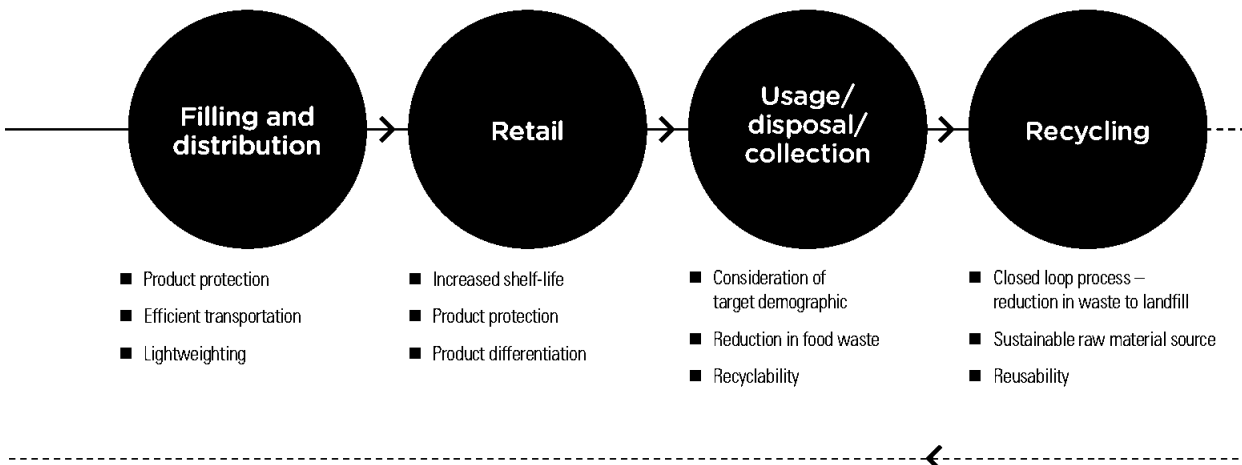 Filling and
distribution
Retail
Usage/
disposal/
collection
Recycling
■ Product protection
■ Efficient transportation
■ Lightweighting
■ Increased shelf-life
■ Product protection
■ Product differentiation
■ Consideration of
target demographic
■ Reduction in food waste
■ Recyclability
■ Closed loop process –
reduction in waste to landfill
■ Sustainable raw material source
■ Reusability